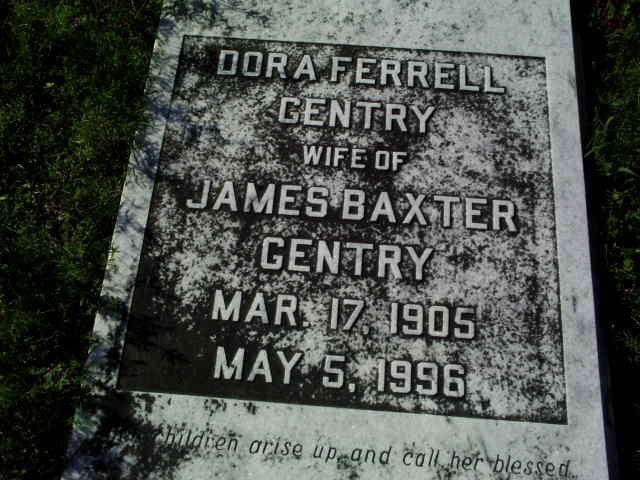 DORA FERRELL
GENTRY
WIFE OF
JAMES BAXTER
GENTRY
MAR. 17, 1905
MAY 5, 1996
Children arise up, and call her blessed.